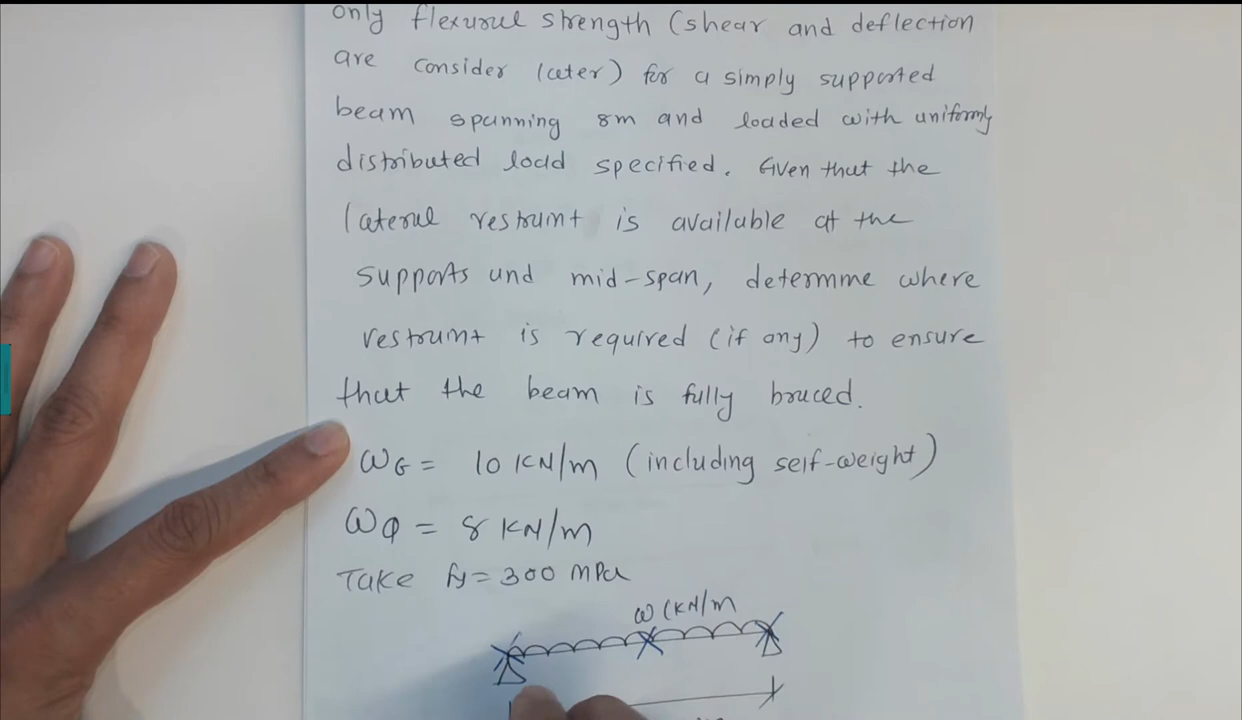 only flexural strength (shear and deflection
are consider later) for a simply supported
beam spanning 8m and loaded with uniformly
distributed load specified. Given that the
lateral restraint is available at the
supports and mid-span, determine where
restraint is required (if any) to ensure
that the beam is fully braced.
ωG = 10 KN/m (including self-weight)
ωQ = 8 KN/m
Take fy = 300 MPa
ω (KN/m